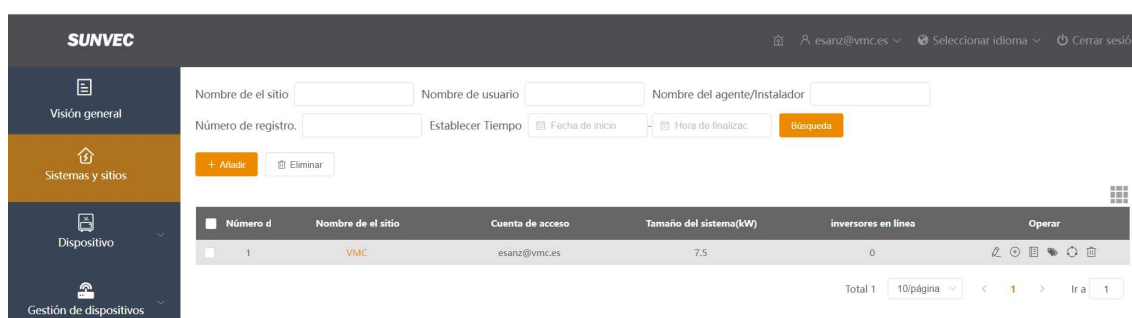 SUNVEC
esanz@vmc.es
Seleccionar idioma
Cerrar sesió
Visión general
Sistemas y sitios
Dispositivo
Gestión de dispositivos
Nombre de el sitio
Nombre de usuario
Nombre del agente/Instalador
Número de registro.
Establecer Tiempo
Fecha de inicio
-
Hora de finalizac
Búsqueda
+ Añadir
Eliminar
Número d
Nombre de el sitio
Cuenta de acceso
Tamaño del sistema(kW)
inversores en línea
Operar
1
VMC
esanz@vmc.es
7.5
0
Total 1
10/página
<
1
>
Ir a
1